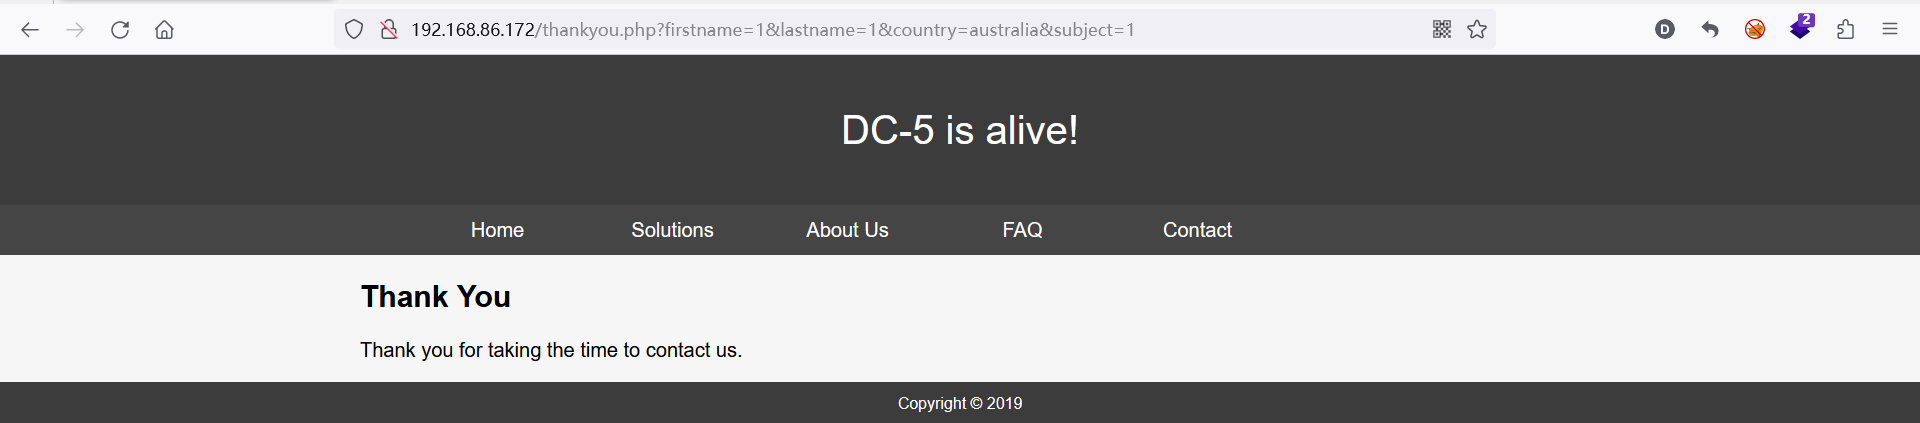 192.168.86.172/thankyou.php?firstname=1&lastname=1&country=australia&subject=1
D
2
DC-5 is alive!
Home Solutions About Us FAQ Contact
Thank You
Thank you for taking the time to contact us.
Copyright © 2019